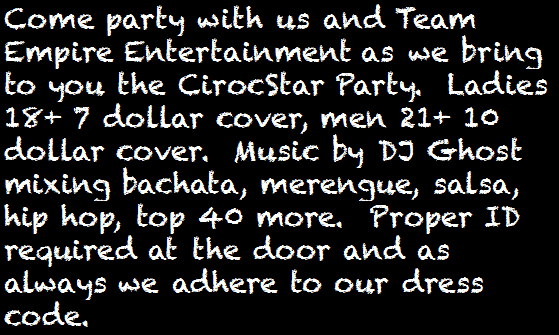 Come party with us and Team
Empire Entertainment as we bring
to you the CirocStar Party.  Ladies
18+ 7 dollar cover, men 21+ 10
dollar cover.  Music by DJ Ghost
mixing bachata, merengue, salsa,
hip hop, top 40 more.  Proper ID
required at the door and as
always we adhere to our dress
code.